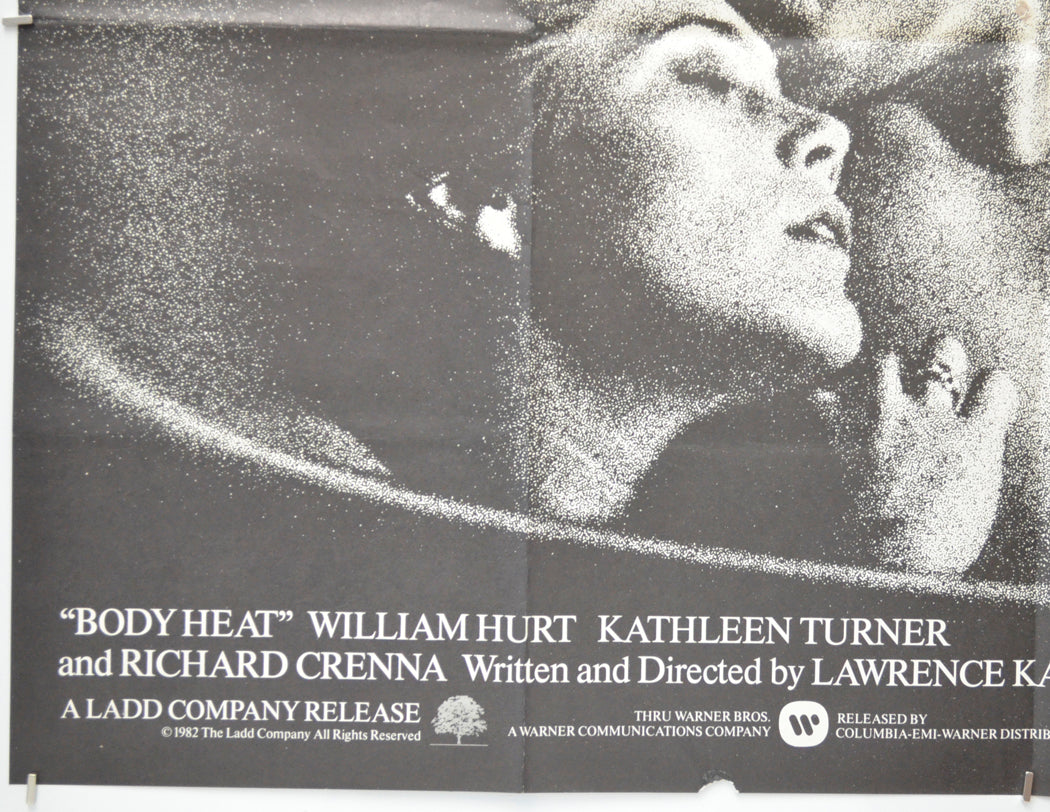 “BODY HEAT” WILLIAM HURT KATHLEEN TURNER
and RICHARD CRENNA Written and Directed by LAWRENCE KA
A LADD COMPANY RELEASE
©1982 The Ladd Company All Rights Reserved
THRU WARNER BROS.
A WARNER COMMUNICATIONS COMPANY
RELEASED BY
COLUMBIA-EMI-WARNER DISTRIB